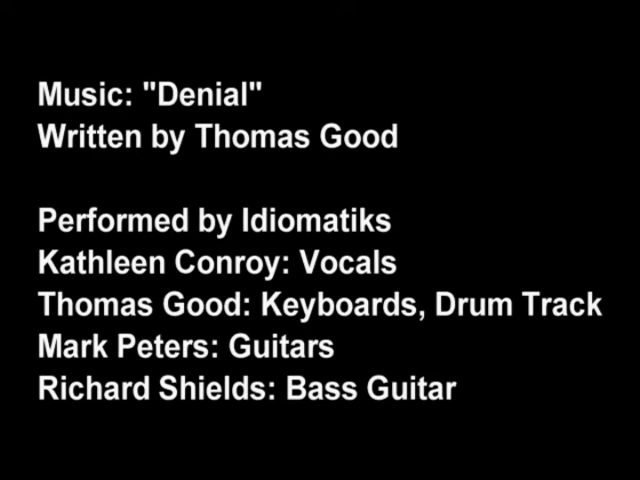 Music: "Denial"
Written by Thomas Good
Performed by Idiomatiks
Kathleen Conroy: Vocals
Thomas Good: Keyboards, Drum Track
Mark Peters: Guitars
Richard Shields: Bass Guitar